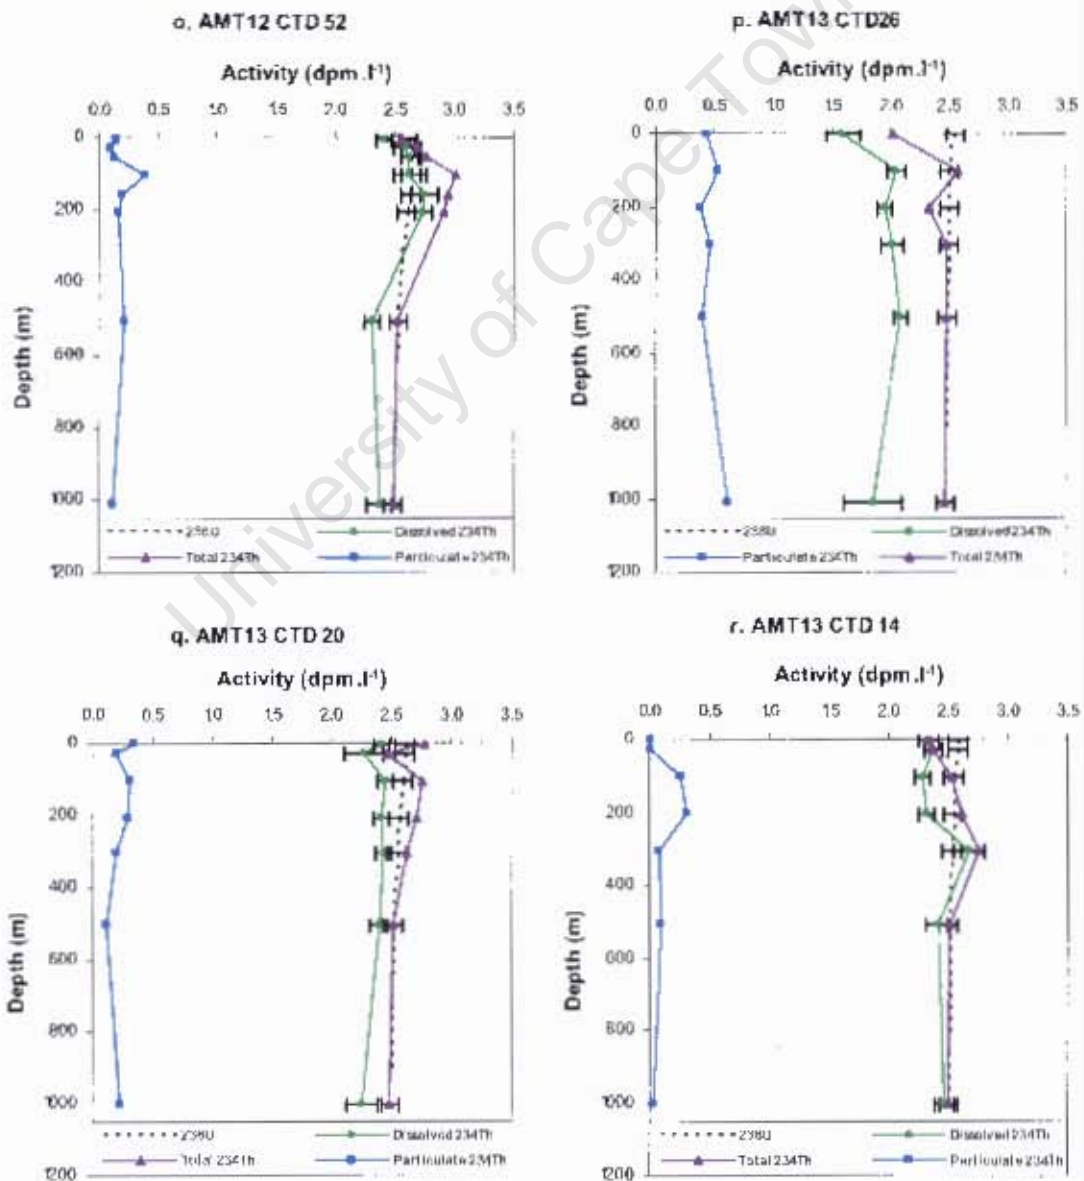 o. AMT12 CTD 52
Activity (dpm.l⁻¹)
0.0 0.5 1.0 1.5 2.0 2.5 3.0 3.5
0
200
400
600
800
1000
1200
Depth (m)
238U
Dissolved 234Th
Total 234Th
Particulate 234Th
p. AMT13 CTD26
Activity (dpm.l⁻¹)
0.0 0.5 1.0 1.5 2.0 2.5 3.0 3.5
0
200
400
600
800
1000
1200
Depth (m)
238U
Dissolved 234Th
Particulate 234Th
Total 234Th
q. AMT13 CTD 20
Activity (dpm.l⁻¹)
0.0 0.5 1.0 1.5 2.0 2.5 3.0 3.5
0
200
400
600
800
1000
1200
Depth (m)
238U
Dissolved 234Th
Total 234Th
Particulate 234Th
r. AMT13 CTD 14
Activity (dpm.l⁻¹)
0.0 0.5 1.0 1.5 2.0 2.5 3.0 3.5
0
200
400
600
800
1000
1200
Depth (m)
238U
Dissolved 234Th
Total 234Th
Particulate 234Th
University of Cape Town